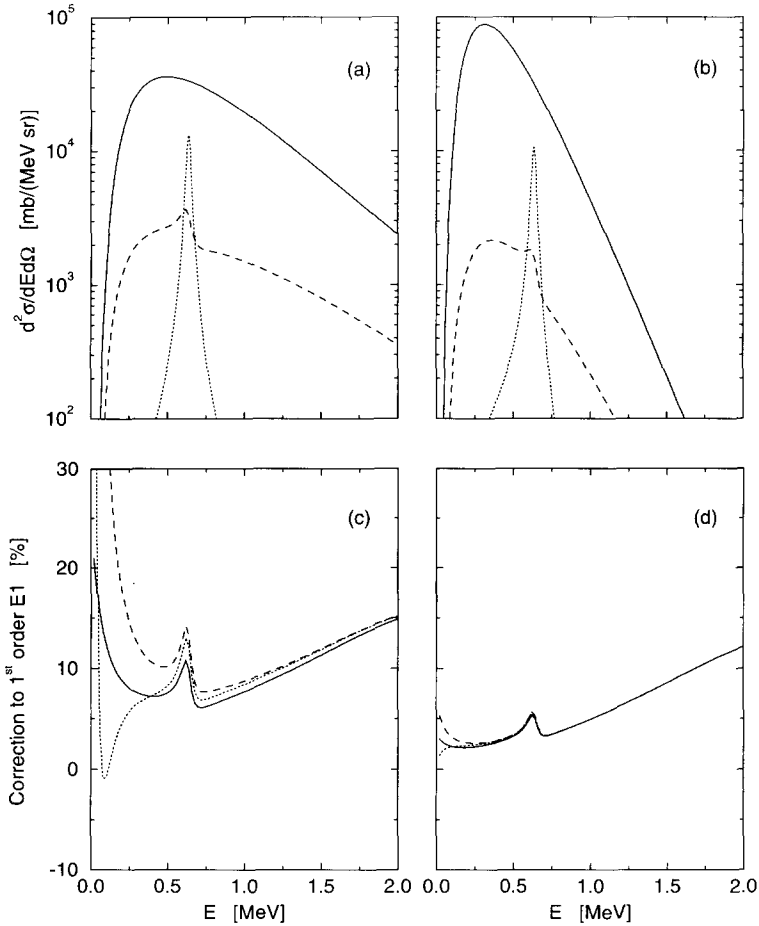 10^5
10^4
10^3
10^2
d^2σ/dEdΩ [mb/(MeV sr)]
(a)
(b)
30
20
10
0
-10
Correction to 1^st order E1 [%]
(c)
(d)
0.0 0.5 1.0 1.5 2.0
E [MeV]
0.0 0.5 1.0 1.5 2.0
E [MeV]